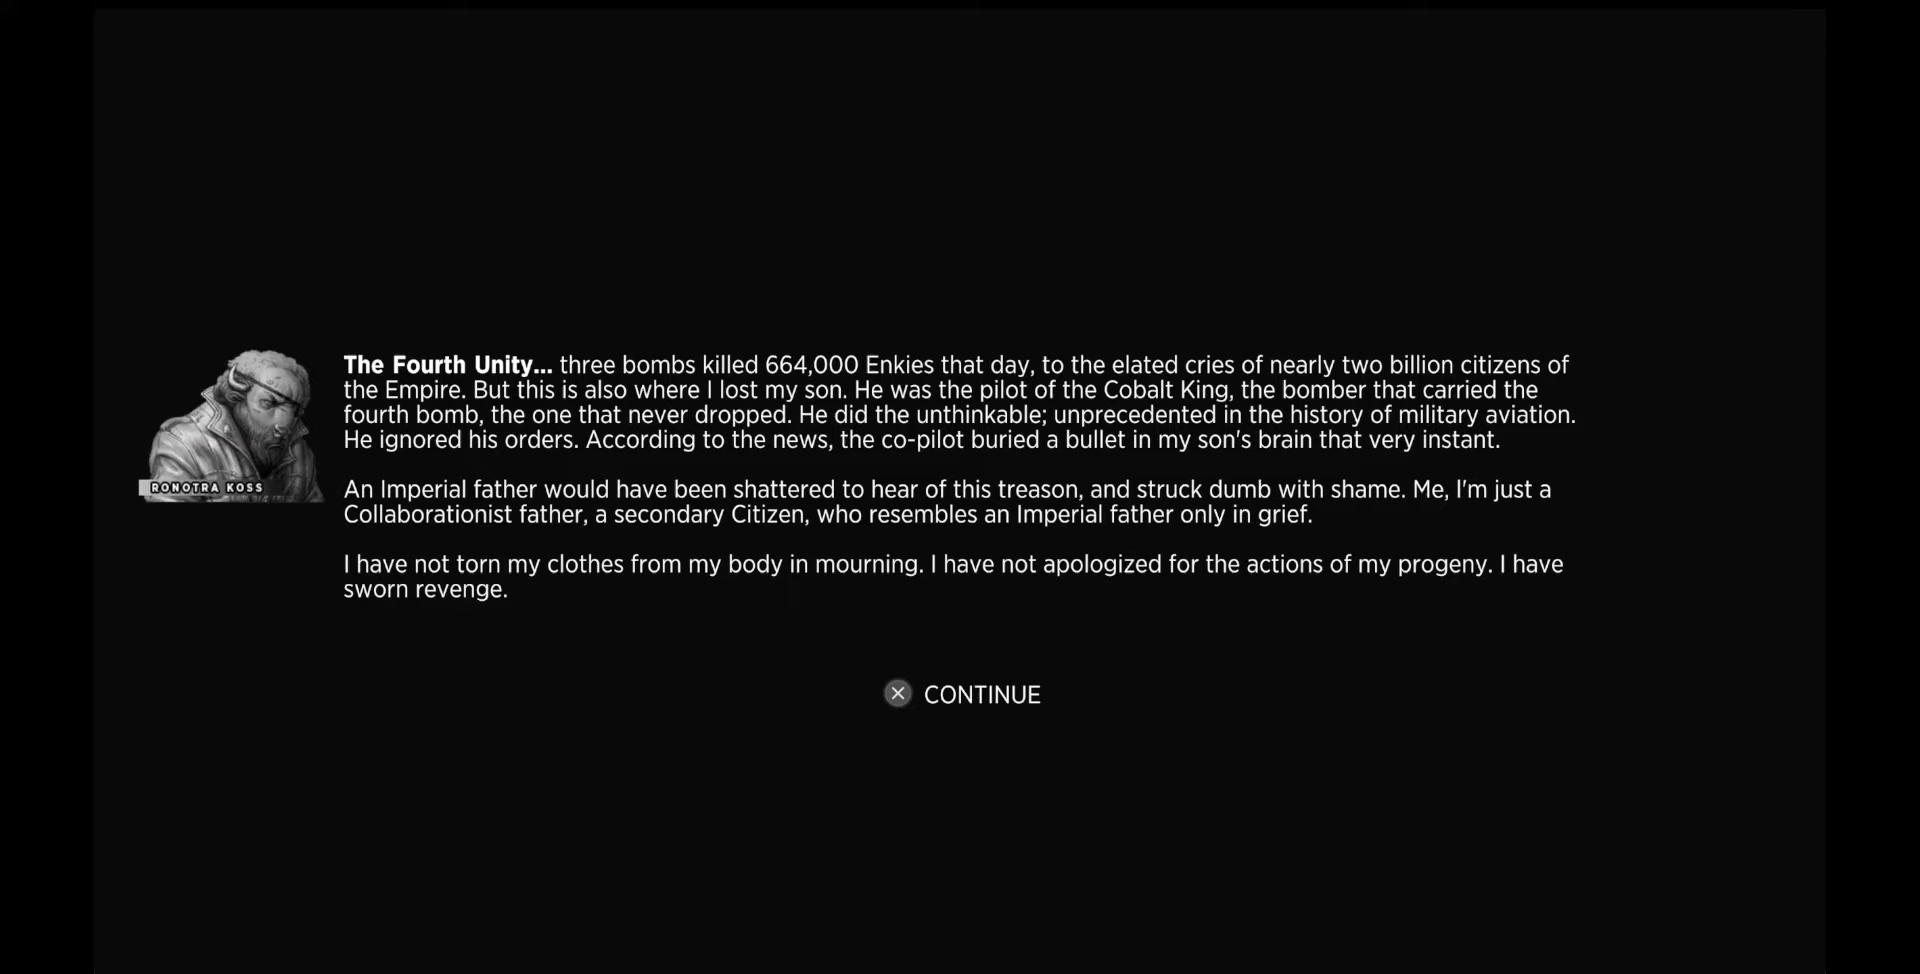 The Fourth Unity... three bombs killed 664,000 Enkies that day, to the elated cries of nearly two billion citizens of
the Empire. But this is also where I lost my son. He was the pilot of the Cobalt King, the bomber that carried the
fourth bomb, the one that never dropped. He did the unthinkable; unprecedented in the history of military aviation.
He ignored his orders. According to the news, the co-pilot buried a bullet in my son's brain that very instant.
RONOTRA KOSS
An Imperial father would have been shattered to hear of this treason, and struck dumb with shame. Me, I'm just a
Collaborationist father, a secondary Citizen, who resembles an Imperial father only in grief.
I have not torn my clothes from my body in mourning. I have not apologized for the actions of my progeny. I have
sworn revenge.
CONTINUE